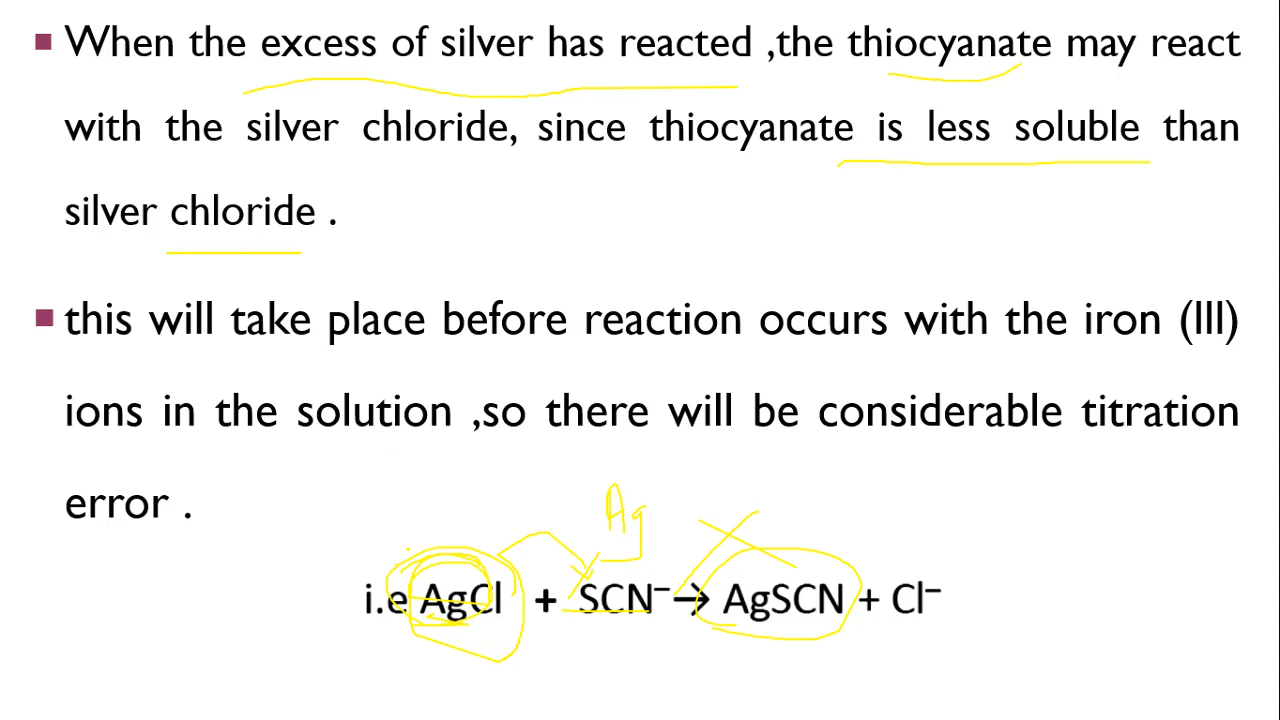 ▪ When the excess of silver has reacted ,the thiocyanate may react
with the silver chloride, since thiocyanate is less soluble than
silver chloride .
▪ this will take place before reaction occurs with the iron (III)
ions in the solution ,so there will be considerable titration
error .
Ag
i.e AgCl + SCN⁻→ AgSCN + Cl⁻